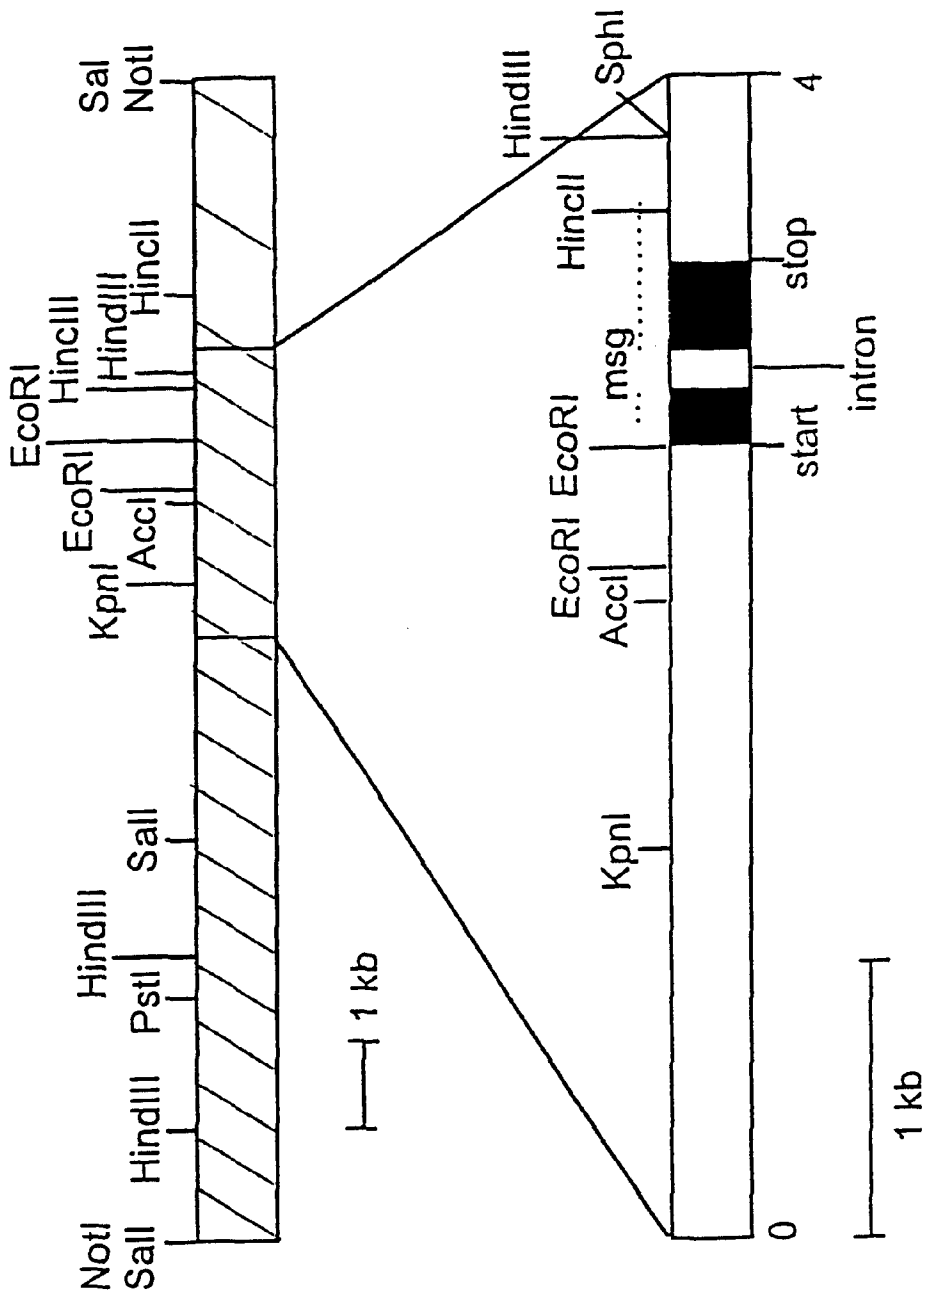 NotI
SalI
HindIII
PstI
HindIII
SalI
KpnI
AccI
EcoRI
EcoRI
HincIII
HindIII
HincII
Sal
NotI
1 kb
KpnI
AccI
EcoRI
EcoRI
msg
HincII
HindIII
SphI
0
start
intron
stop
4
1 kb